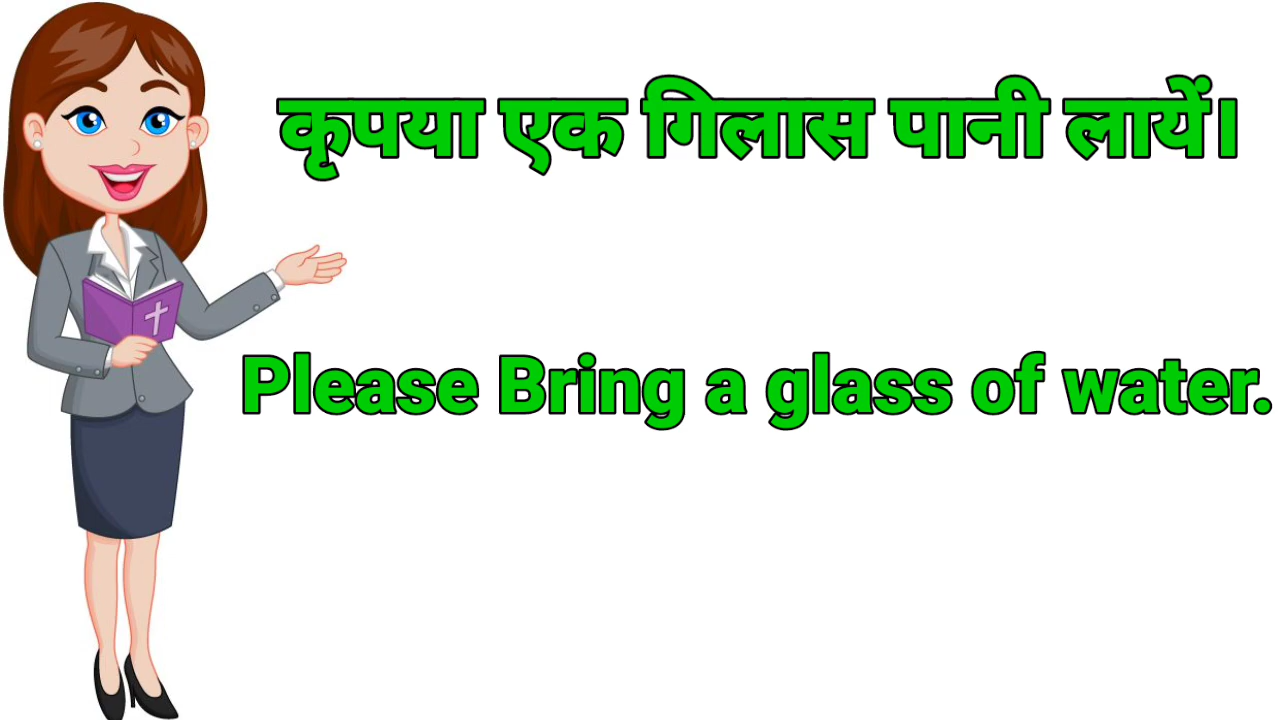 कृपया एक गिलास पानी लायें।
Please Bring a glass of water.